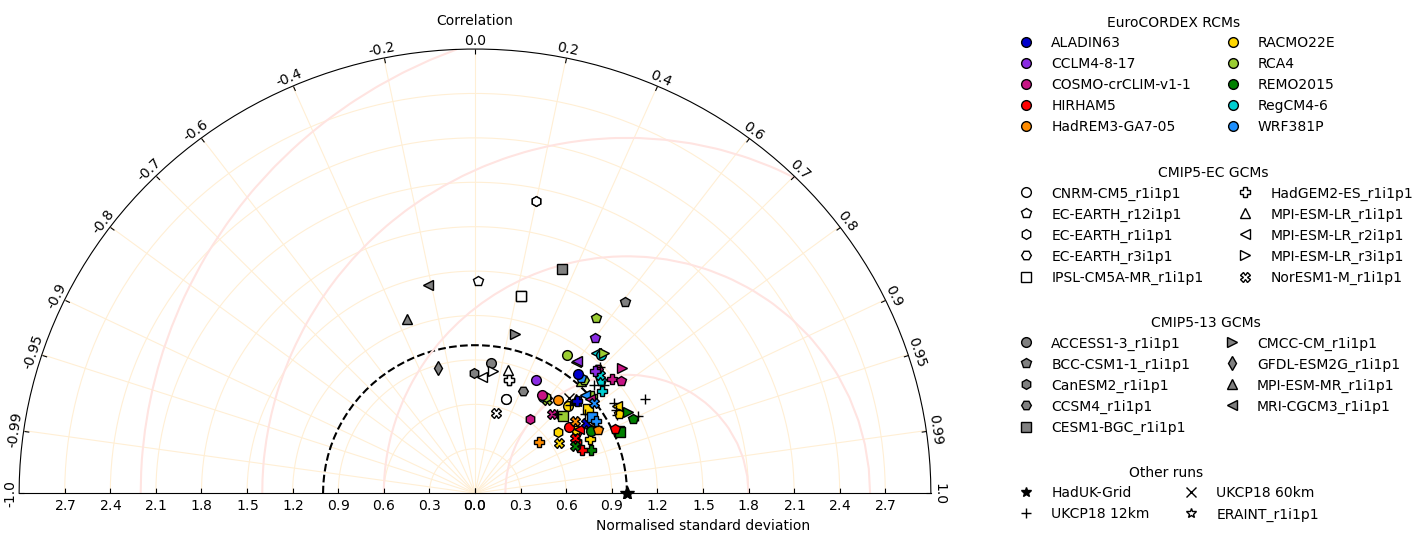 Correlation
-1.0
-0.99
-0.95
-0.9
-0.8
-0.7
-0.6
-0.4
-0.2
0.0
0.2
0.4
0.6
0.7
0.8
0.9
0.95
0.99
1.0
2.7 2.4 2.1 1.8 1.5 1.2 0.9 0.6 0.3 0.0 0.3 0.6 0.9 1.2 1.5 1.8 2.1 2.4 2.7
Normalised standard deviation
EuroCORDEX RCMs
ALADIN63 RACMO22E
CCLM4-8-17 RCA4
COSMO-crCLIM-v1-1 REMO2015
HIRHAM5 RegCM4-6
HadREM3-GA7-05 WRF381P
CMIP5-EC GCMs
CNRM-CM5_r1i1p1 HadGEM2-ES_r1i1p1
EC-EARTH_r12i1p1 MPI-ESM-LR_r1i1p1
EC-EARTH_r1i1p1 MPI-ESM-LR_r2i1p1
EC-EARTH_r3i1p1 MPI-ESM-LR_r3i1p1
IPSL-CM5A-MR_r1i1p1 NorESM1-M_r1i1p1
CMIP5-13 GCMs
ACCESS1-3_r1i1p1 CMCC-CM_r1i1p1
BCC-CSM1-1_r1i1p1 GFDL-ESM2G_r1i1p1
CanESM2_r1i1p1 MPI-ESM-MR_r1i1p1
CCSM4_r1i1p1 MRI-CGCM3_r1i1p1
CESM1-BGC_r1i1p1
Other runs
HadUK-Grid UKCP18 60km
UKCP18 12km ERAINT_r1i1p1